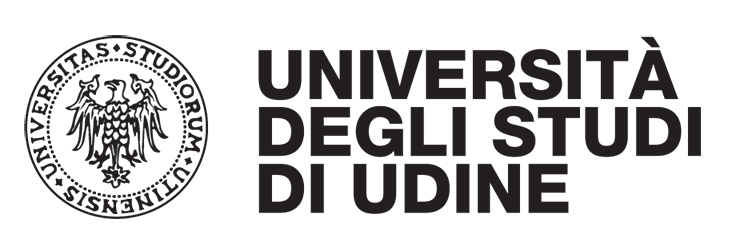 UNIVERSITAS · STUDIORUM · UTINENSIS ·
UNIVERSITÀ
DEGLI STUDI
DI UDINE